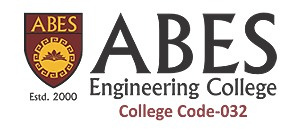 ABES
Estd. 2000
ABES
Engineering College
College Code-032